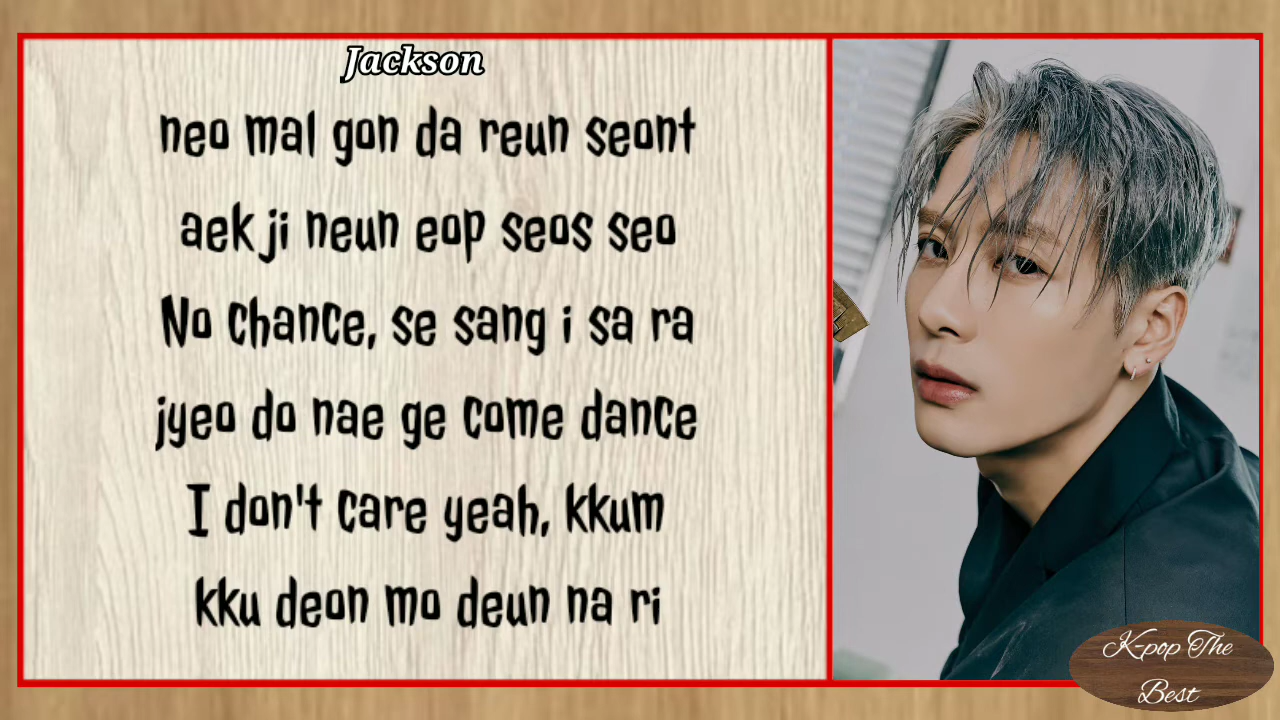 Jackson
neo mal gon da reun seont
aek ji neun eop seos seo
No chance, se sang i sa ra
jyeo do nae ge come dance
I don't care yeah, kkum
kku deon mo deun na ri
K-pop The
Best